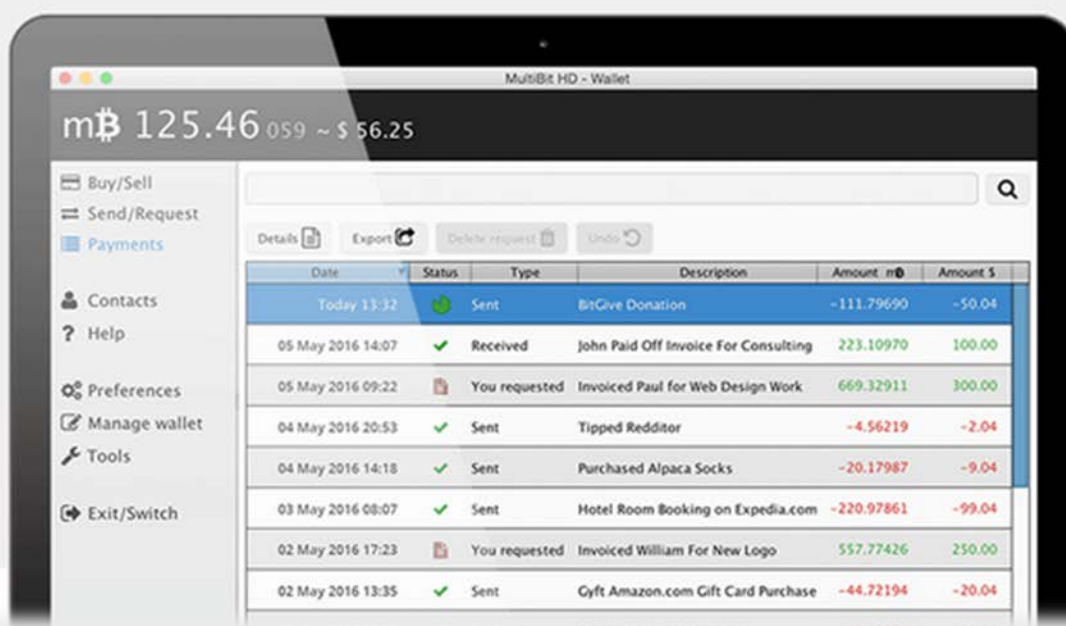 MultiBit HD - Wallet
m₿ 125.46 059 ~ $ 56.25
Buy/Sell
Send/Request
Payments
Contacts
? Help
Preferences
Manage wallet
Tools
Exit/Switch
Details Export Delete request Undo
Date Status Type Description Amount m₿ Amount $
Today 13:32 Sent BitGive Donation -111.79690 -50.04
05 May 2016 14:07 Received John Paid Off Invoice For Consulting 223.10970 100.00
05 May 2016 09:22 You requested Invoiced Paul for Web Design Work 669.32911 300.00
04 May 2016 20:53 Sent Tipped Redditor -4.56219 -2.04
04 May 2016 14:18 Sent Purchased Alpaca Socks -20.17987 -9.04
03 May 2016 08:07 Sent Hotel Room Booking on Expedia.com -220.97861 -99.04
02 May 2016 17:23 You requested Invoiced William For New Logo 557.77426 250.00
02 May 2016 13:35 Sent Gyft Amazon.com Gift Card Purchase -44.72194 -20.04